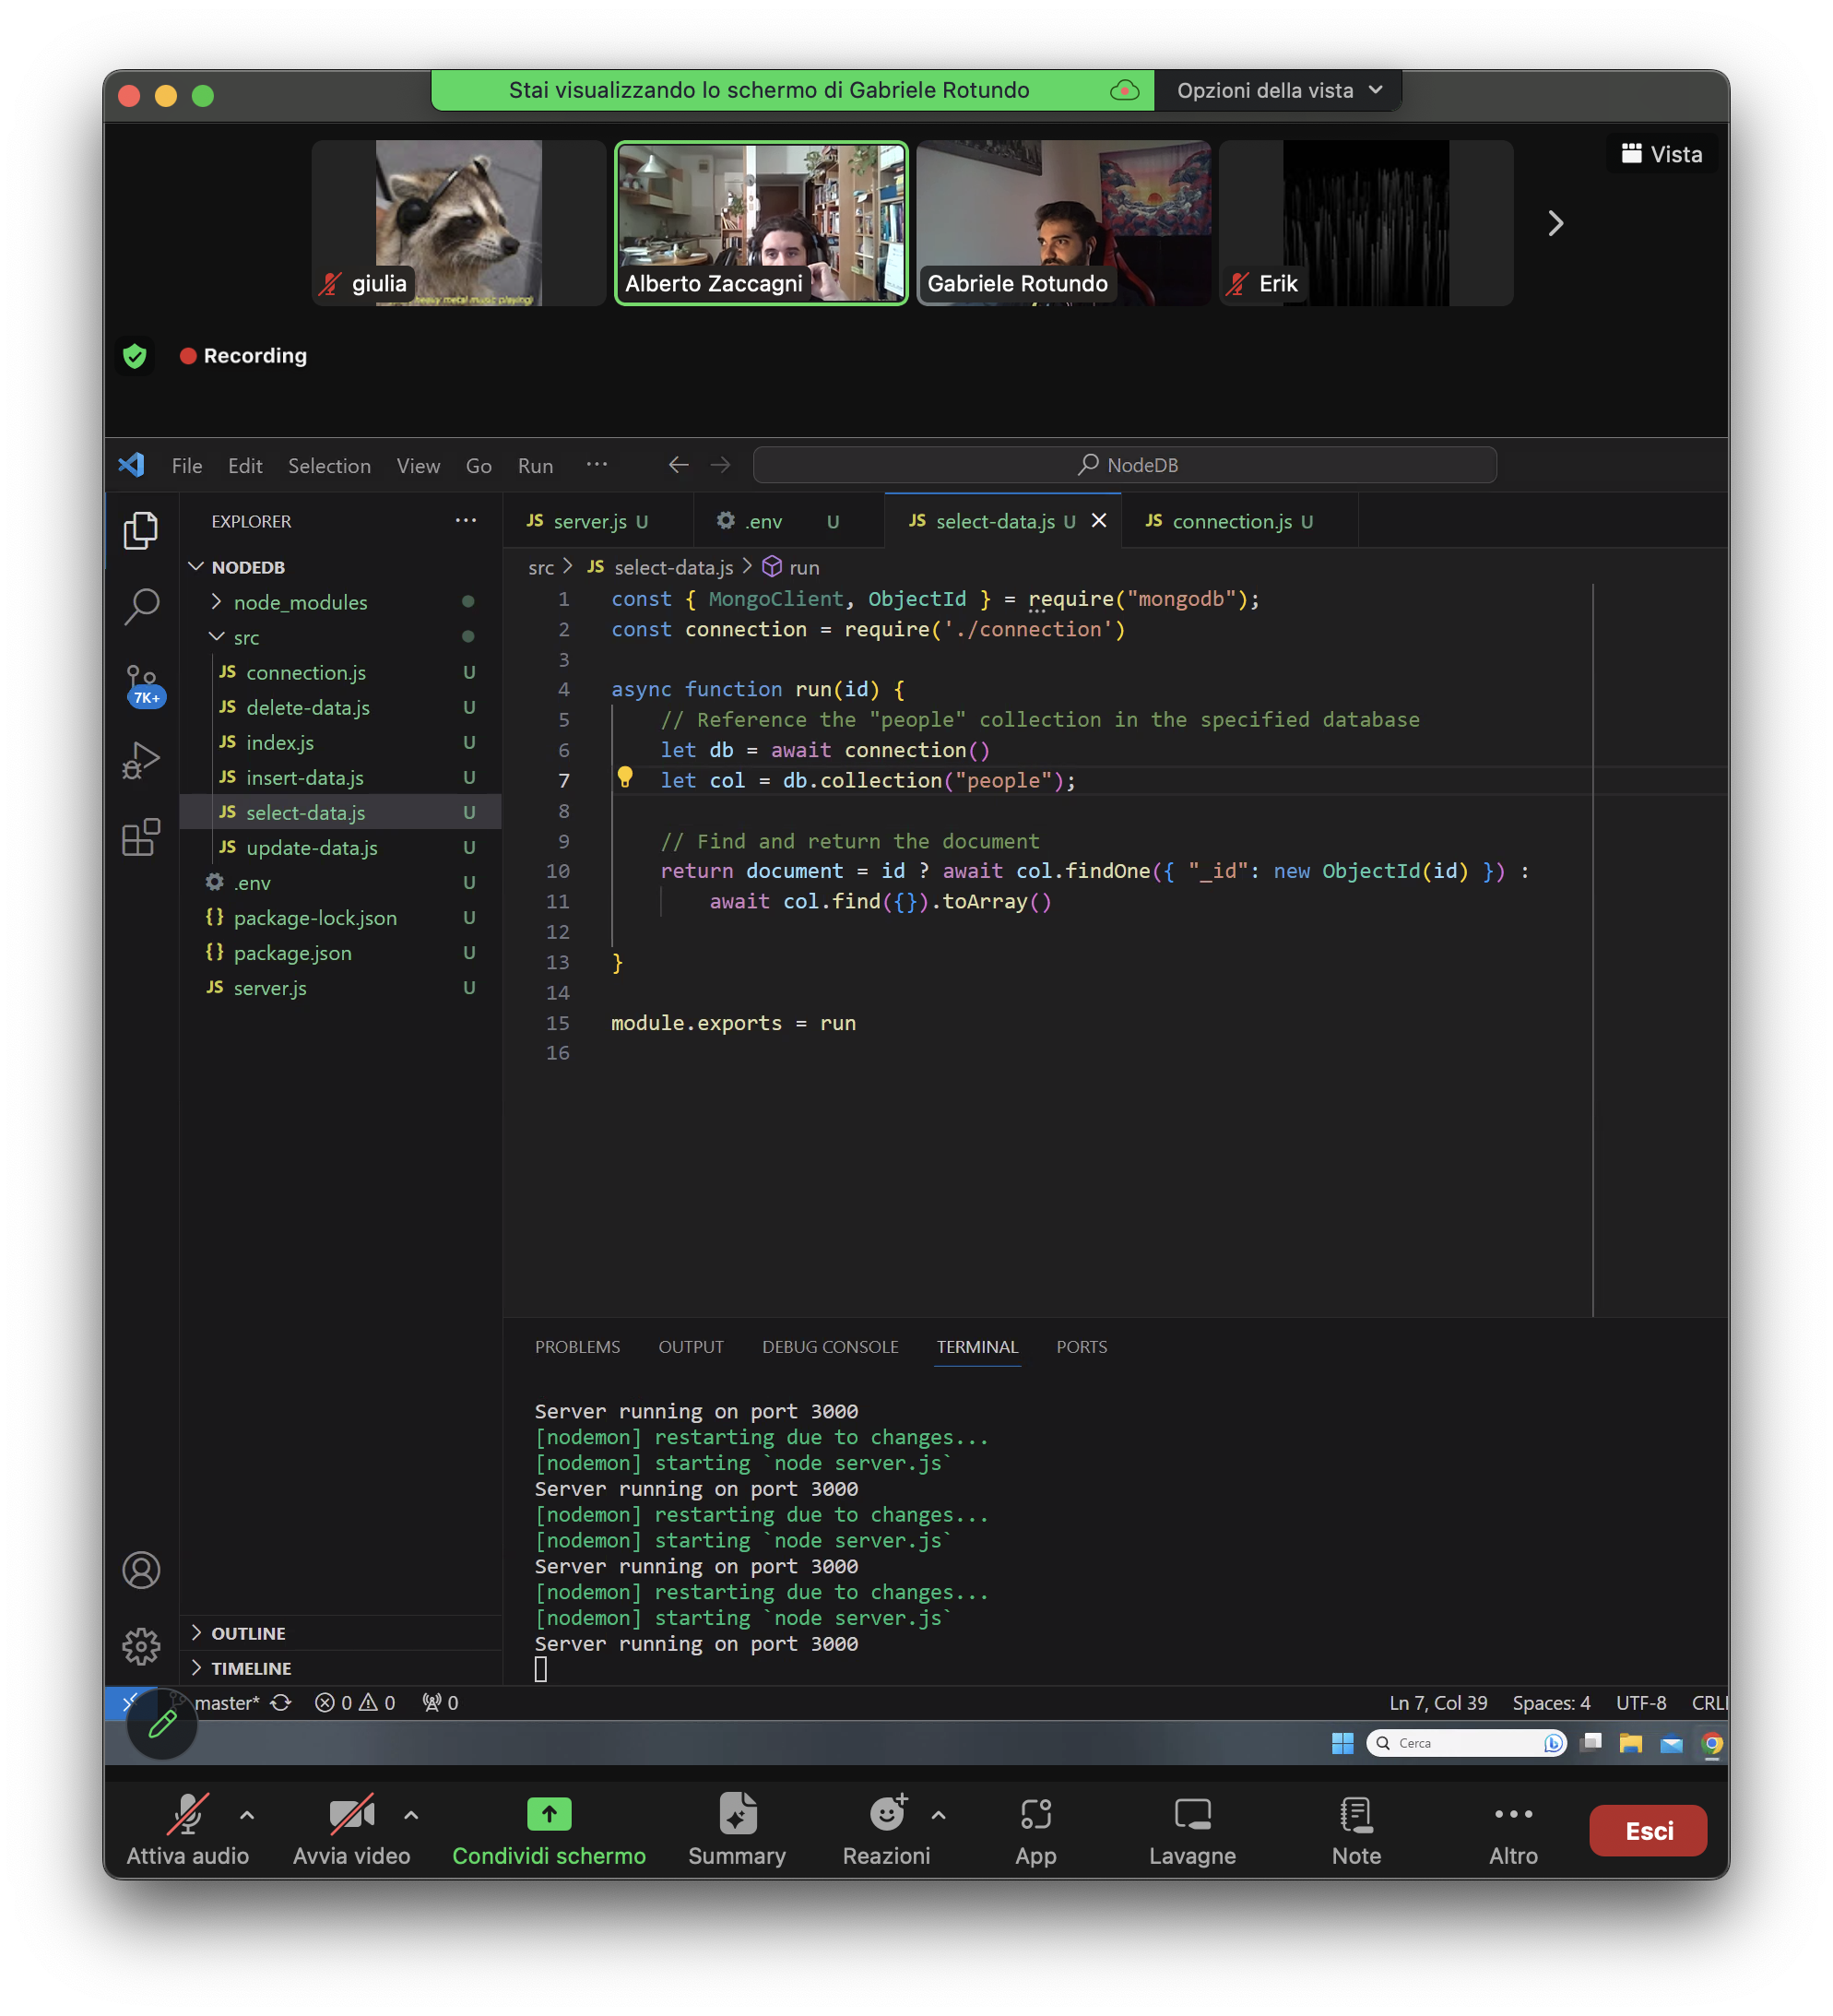 Stai visualizzando lo schermo di Gabriele Rotundo
Opzioni della vista
Vista
giulia
heavy metal music playing)
Alberto Zaccagni
Gabriele Rotundo
Erik
Recording
File Edit Selection View Go Run ···
NodeDB
EXPLORER ···
JS server.js U
.env U
JS select-data.js U
JS connection.js U
NODEDB
src > JS select-data.js > run
node_modules
src
JS connection.js U
JS delete-data.js U
JS index.js U
JS insert-data.js U
JS select-data.js U
JS update-data.js U
.env U
{} package-lock.json U
{} package.json U
JS server.js U
7K+
1 const { MongoClient, ObjectId } = require("mongodb");
2 const connection = require('./connection')
3
4 async function run(id) {
5 // Reference the "people" collection in the specified database
6 let db = await connection()
7 let col = db.collection("people");
8
9 // Find and return the document
10 return document = id ? await col.findOne({ "_id": new ObjectId(id) }) :
11 await col.find({}).toArray()
12
13 }
14
15 module.exports = run
16
PROBLEMS OUTPUT DEBUG CONSOLE TERMINAL PORTS
Server running on port 3000
[nodemon] restarting due to changes...
[nodemon] starting `node server.js`
Server running on port 3000
[nodemon] restarting due to changes...
[nodemon] starting `node server.js`
Server running on port 3000
[nodemon] restarting due to changes...
[nodemon] starting `node server.js`
Server running on port 3000
OUTLINE
TIMELINE
master* 0 0 0
Ln 7, Col 39 Spaces: 4 UTF-8 CRL
Cerca
Attiva audio
Avvia video
Condividi schermo
Summary
Reazioni
App
Lavagne
Note
Altro
Esci